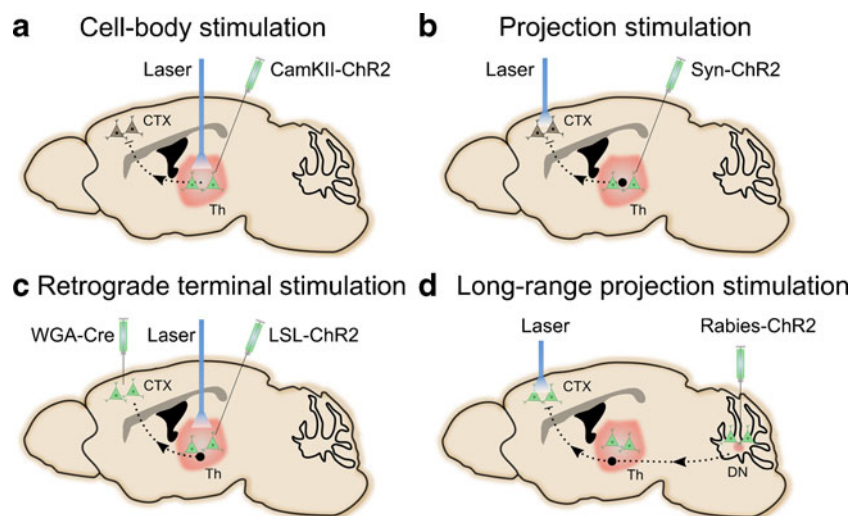 a Cell-body stimulation
Laser
CamKII-ChR2
CTX
Th
b Projection stimulation
Laser
Syn-ChR2
CTX
Th
c Retrograde terminal stimulation
WGA-Cre
Laser
LSL-ChR2
CTX
Th
d Long-range projection stimulation
Laser
Rabies-ChR2
CTX
Th
DN